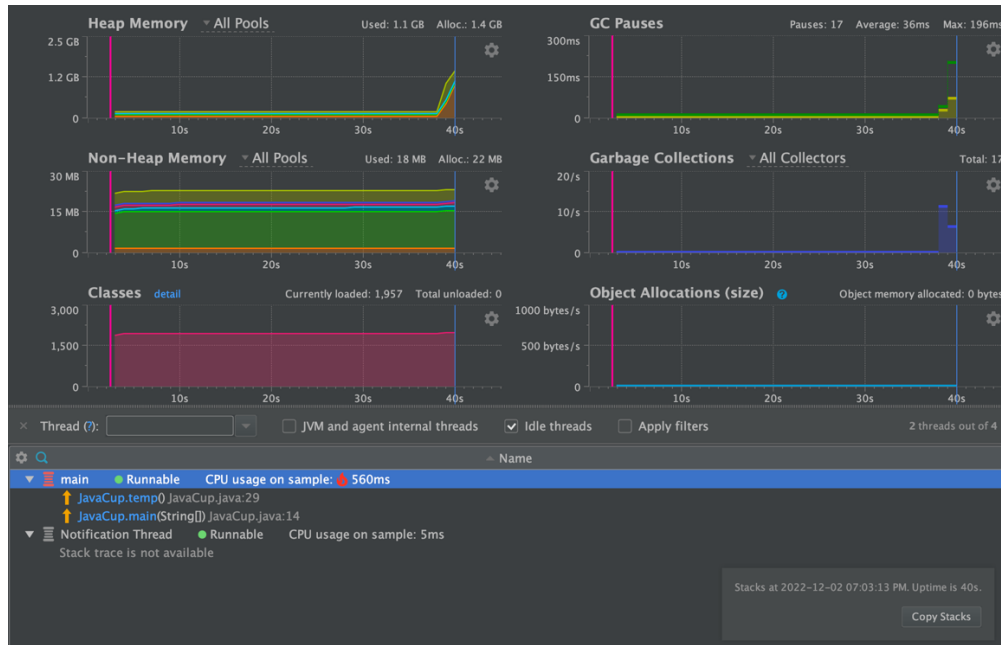 Heap Memory All Pools Used: 1.1 GB Alloc.: 1.4 GB
2.5 GB
1.2 GB
0
10s 20s 30s 40s
GC Pauses Pauses: 17 Average: 36ms Max: 196ms
300ms
150ms
0
10s 20s 30s 40s
Non-Heap Memory All Pools Used: 18 MB Alloc.: 22 MB
30 MB
15 MB
0
10s 20s 30s 40s
Garbage Collections All Collectors Total: 17
20/s
10/s
0
10s 20s 30s 40s
Classes detail Currently loaded: 1,957 Total unloaded: 0
3,000
1,500
0
10s 20s 30s 40s
Object Allocations (size) ? Object memory allocated: 0 bytes
1000 bytes/s
500 bytes/s
0
10s 20s 30s 40s
Thread (?): JVM and agent internal threads Idle threads Apply filters 2 threads out of 4
Name
main Runnable CPU usage on sample: 560ms
JavaCup.temp() JavaCup.java:29
JavaCup.main(String[]) JavaCup.java:14
Notification Thread Runnable CPU usage on sample: 5ms
Stack trace is not available
Stacks at 2022-12-02 07:03:13 PM. Uptime is 40s.
Copy Stacks